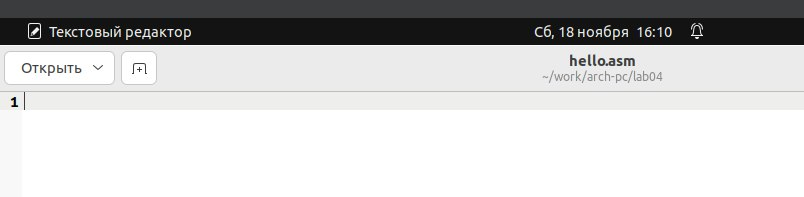 Текстовый редактор Сб, 18 ноября 16:10
Открыть hello.asm
~/work/arch-pc/lab04
1